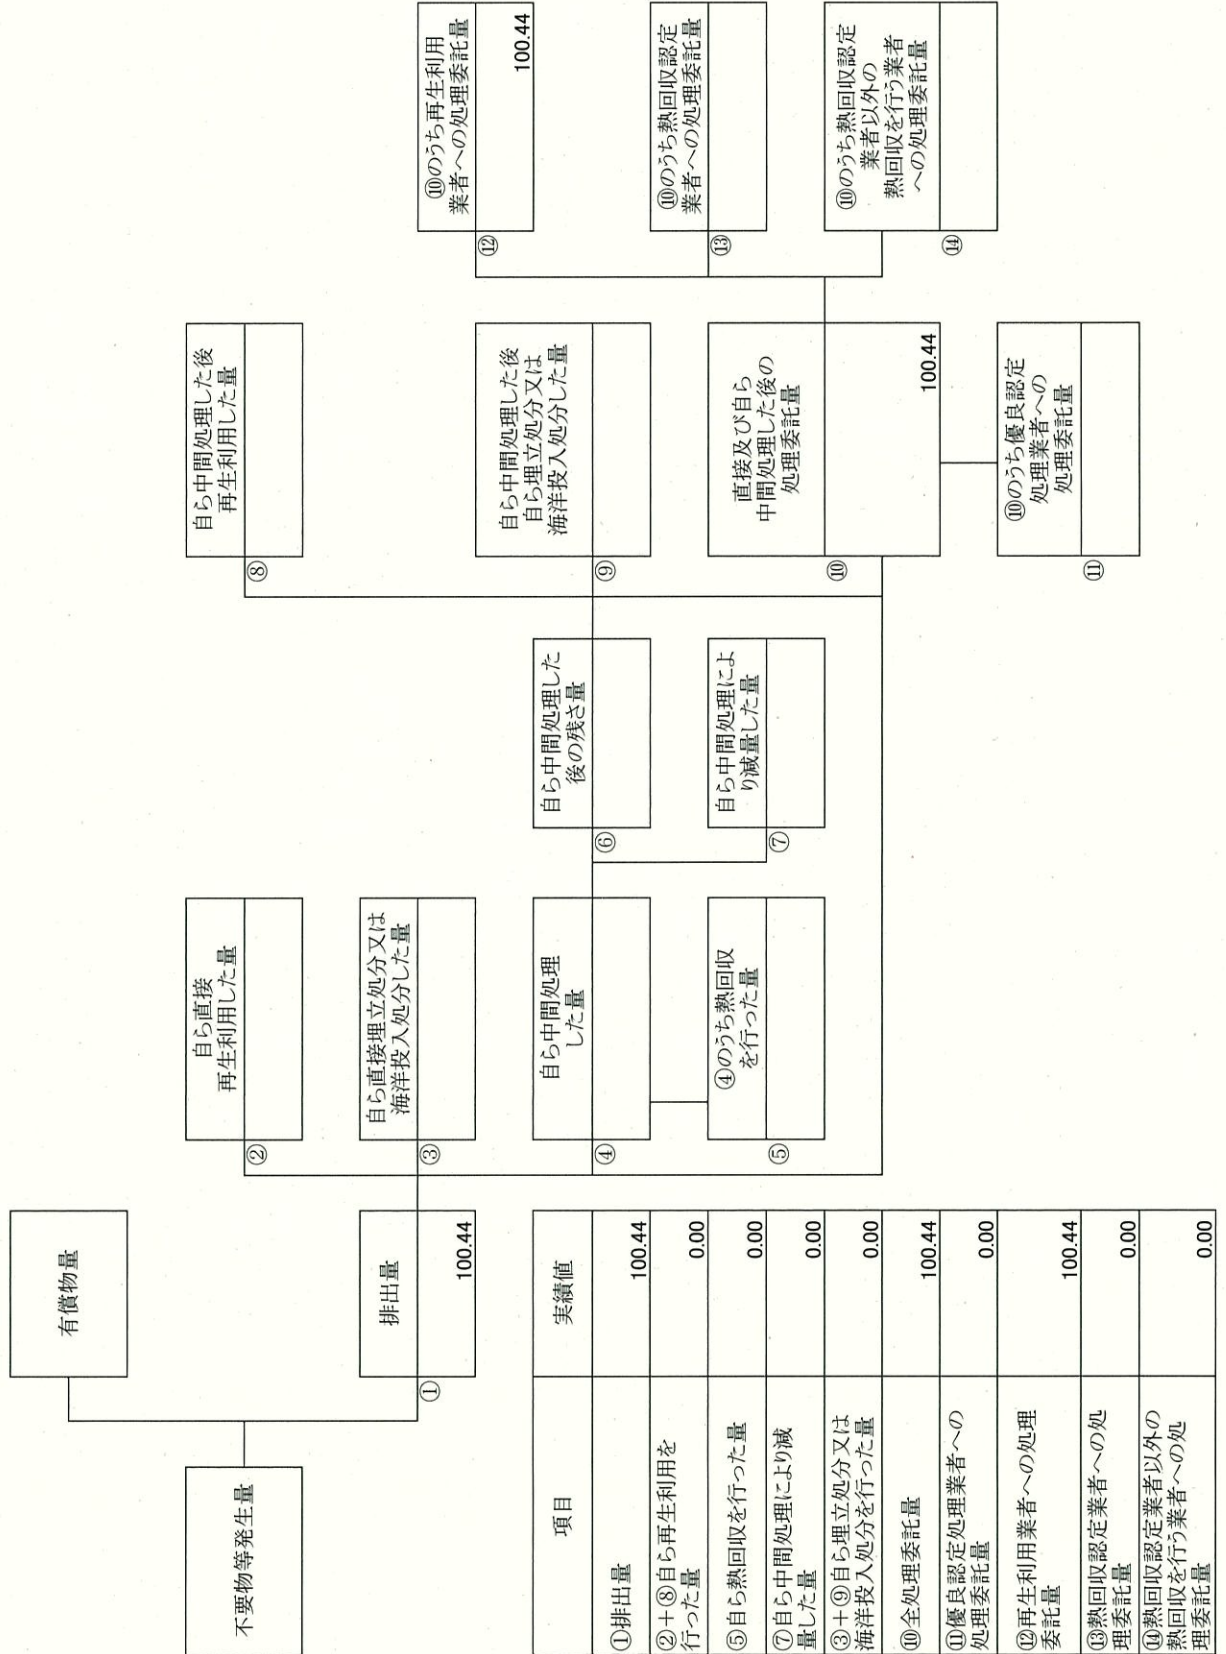 不要物等発生量
有償物量
排出量
①
100.44
自ら直接
再生利用した量
②
自ら直接埋立処分又は
海洋投入処分した量
③
自ら中間処理
した量
④
④のうち熱回収
を行った量
⑤
自ら中間処理した
後の残さ量
⑥
自ら中間処理によ
り減量した量
⑦
自ら中間処理した後
再生利用した量
⑧
自ら中間処理した後
自ら埋立処分又は
海洋投入処分した量
⑨
直接及び自ら
中間処理した後の
処理委託量
⑩
100.44
⑩のうち優良認定
処理業者への
処理委託量
⑪
⑩のうち再生利用
業者への処理委託量
⑫
100.44
⑩のうち熱回収認定
業者への処理委託量
⑬
⑩のうち熱回収認定
業者以外の
熱回収を行う業者
への処理委託量
⑭
項目 実績値
①排出量 100.44
②+⑧自ら再生利用を
行った量 0.00
⑤自ら熱回収を行った量 0.00
⑦自ら中間処理により減
量した量 0.00
③+⑨自ら埋立処分又は
海洋投入処分を行った量 0.00
⑩全処理委託量 100.44
⑪優良認定処理業者への
処理委託量 0.00
⑫再生利用業者への処理
委託量 100.44
⑬熱回収認定業者への処
理委託量 0.00
⑭熱回収認定業者以外の
熱回収を行う業者への処
理委託量 0.00